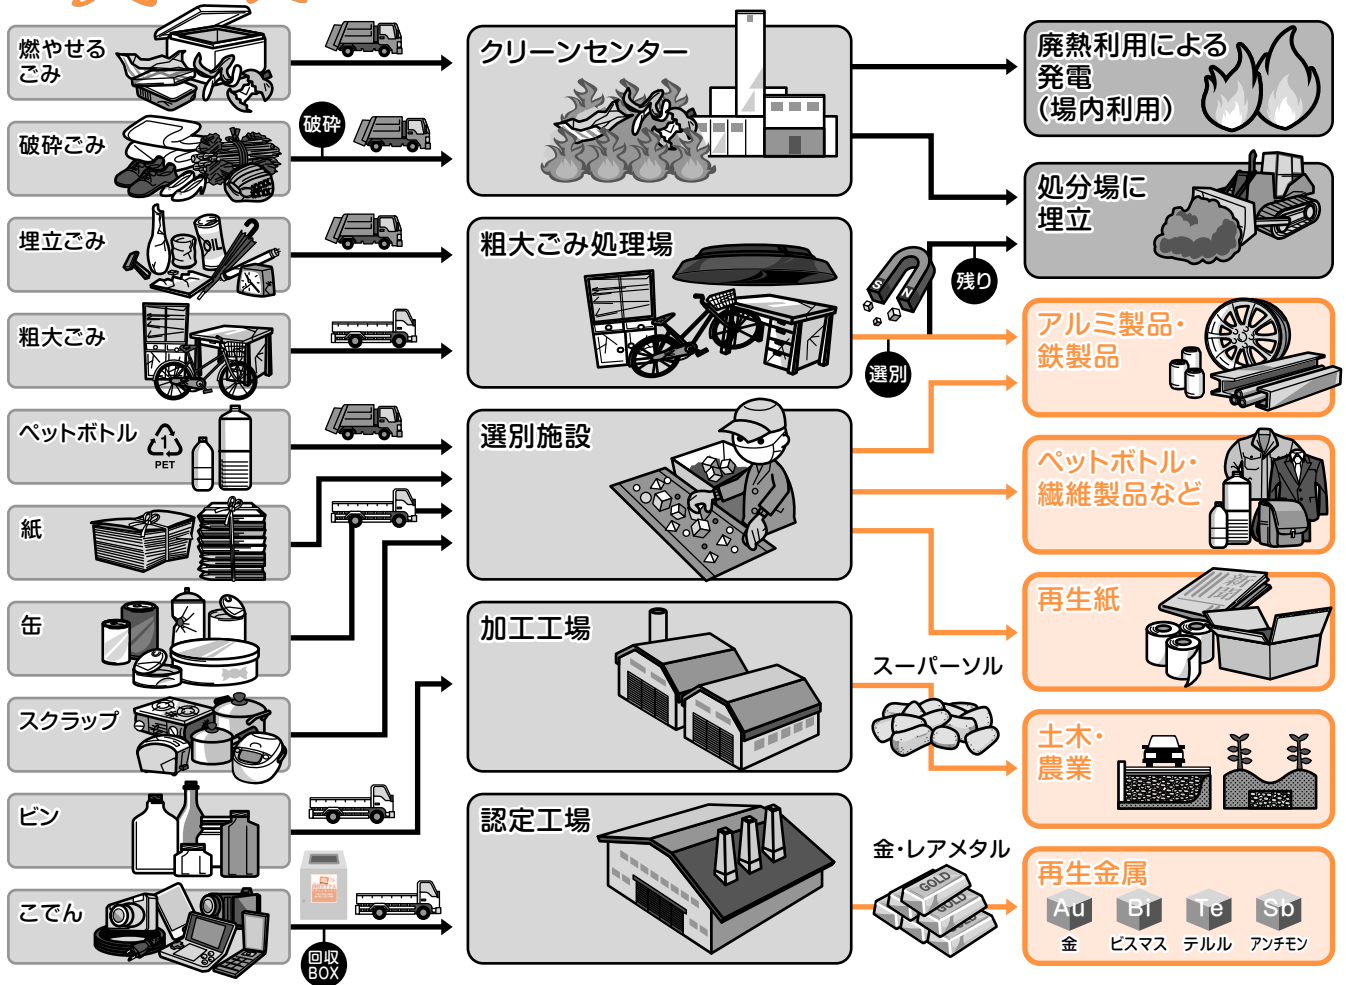 燃やせる
ごみ
破砕ごみ
破砕
埋立ごみ
OIL
粗大ごみ
ペットボトル
1
PET
紙
缶
スクラップ
ビン
こでん
回収
BOX
クリーンセンター
粗大ごみ処理場
S
N
選別
残り
選別施設
加工工場
スーパーソル
認定工場
金・レアメタル
GOLD
GOLD
GOLD
廃熱利用による
発電
(場内利用)
処分場に
埋立
アルミ製品・
鉄製品
ペットボトル・
繊維製品など
再生紙
土木・
農業
再生金属
Au Bi Te Sb
金 ビスマス テルル アンチモン